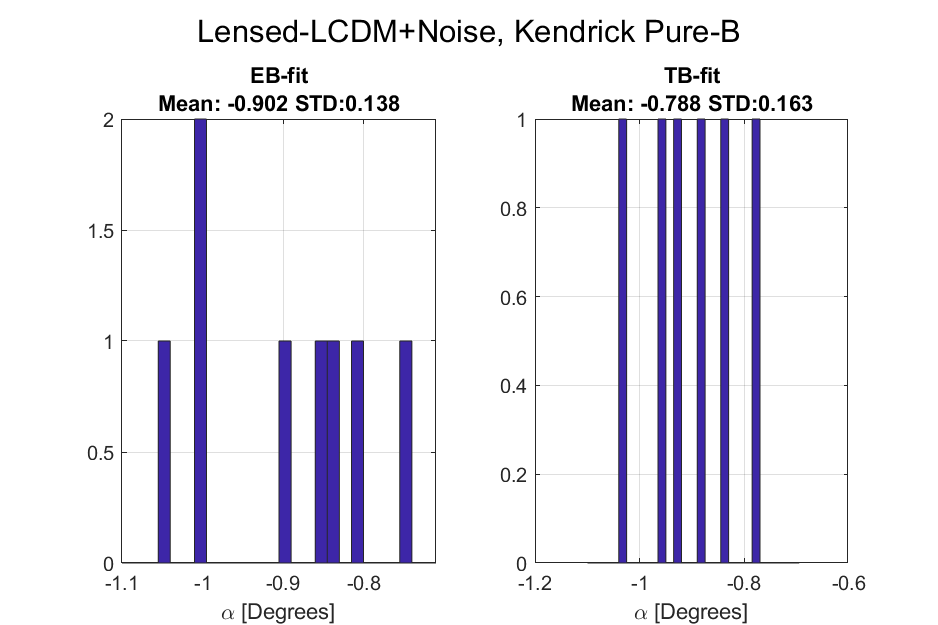 Lensed-LCDM+Noise, Kendrick Pure-B
EB-fit
Mean: -0.902 STD:0.138
2
1.5
1
0.5
0
-1.1
-1
-0.9
-0.8
α [Degrees]
TB-fit
Mean: -0.788 STD:0.163
1
0.8
0.6
0.4
0.2
0
-1.2
-1
-0.8
-0.6
α [Degrees]